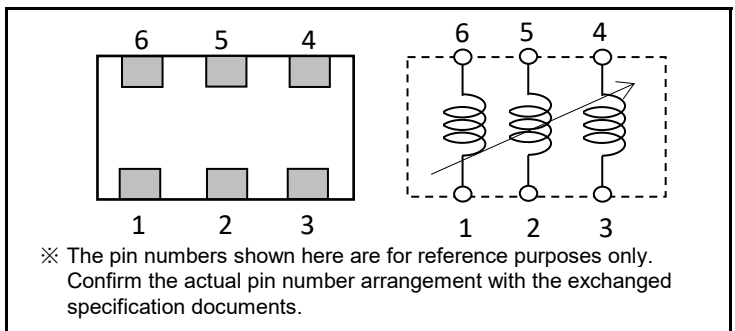 6 5 4
6 5 4
1 2 3
1 2 3
※ The pin numbers shown here are for reference purposes only.
Confirm the actual pin number arrangement with the exchanged
specification documents.